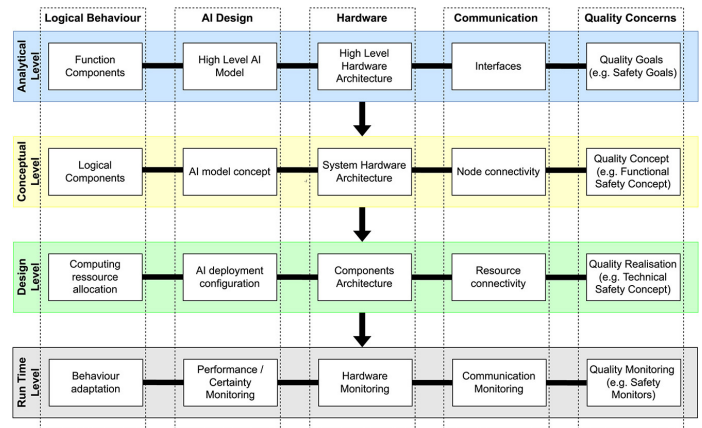 Logical Behaviour AI Design Hardware Communication Quality Concerns
Analytical
Level
Function
Components
High Level AI
Model
High Level
Hardware
Architecture
Interfaces
Quality Goals
(e.g. Safety Goals)
Conceptual
Level
Logical
Components
AI model concept
System Hardware
Architecture
Node connectivity
Quality Concept
(e.g. Functional
Safety Concept)
Design
Level
Computing
ressource
allocation
AI deployment
configuration
Components
Architecture
Resource
connectivity
Quality Realisation
(e.g. Technical
Safety Concept)
Run Time
Level
Behaviour
adaptation
Performance /
Certainty
Monitoring
Hardware
Monitoring
Communication
Monitoring
Quality Monitoring
(e.g. Safety
Monitors)